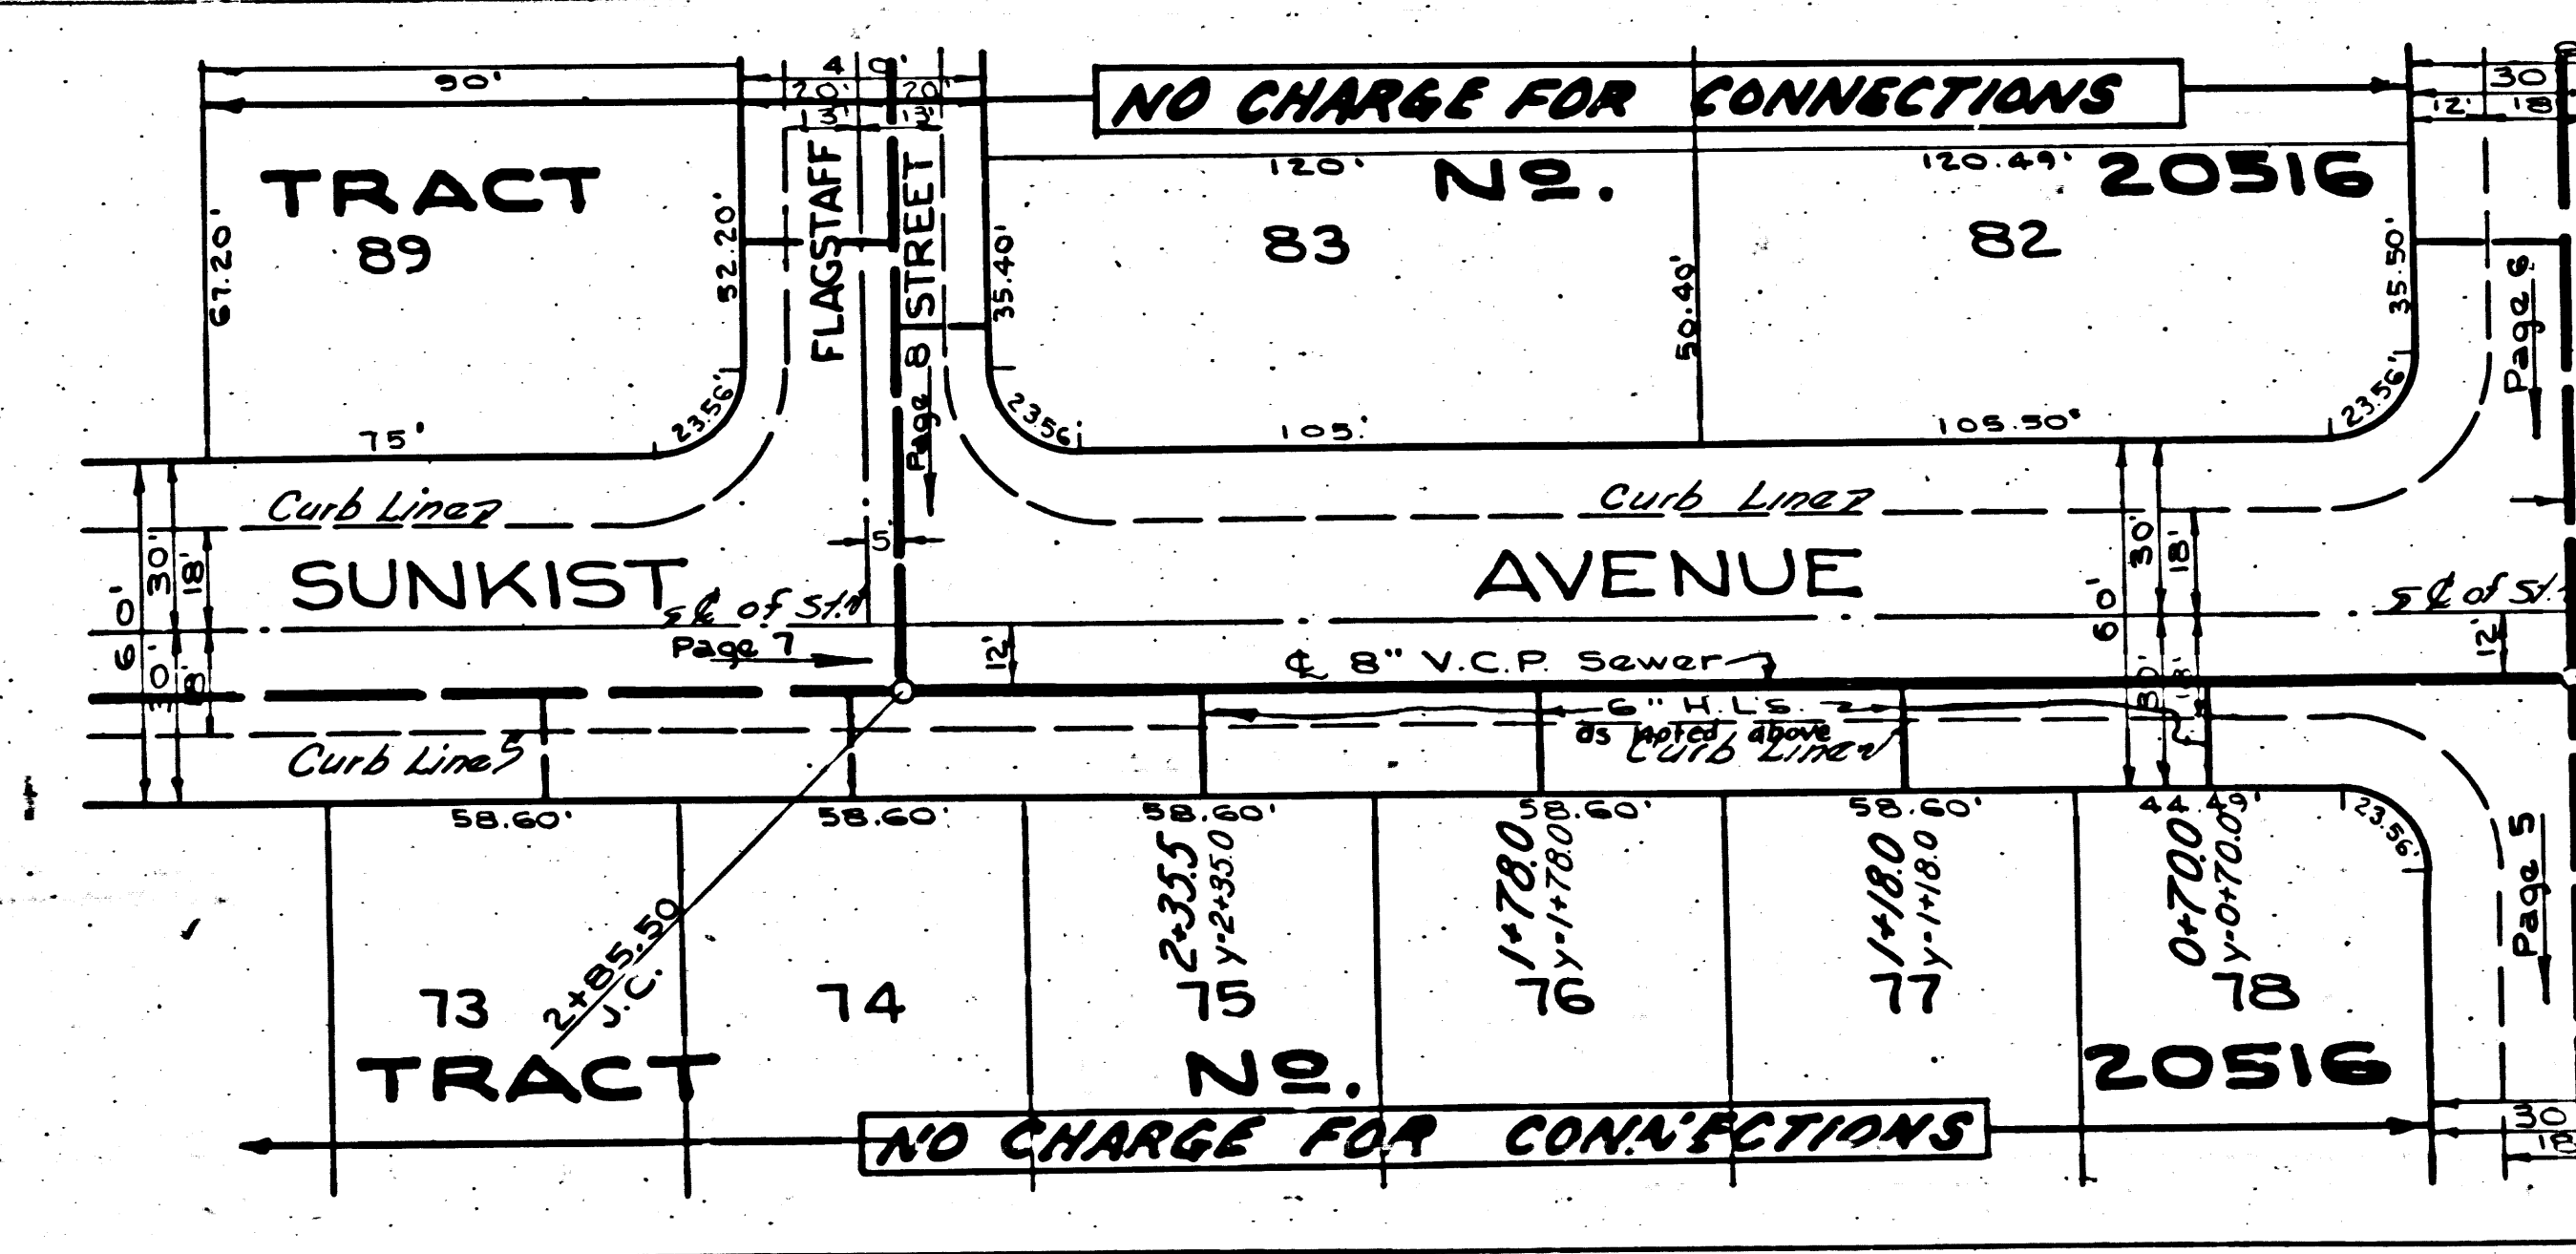 90'
4 0'
20' 20'
13' 13'
NO CHARGE FOR CONNECTIONS
30
12' 18
TRACT No. 20516
120'
120.49'
89
83
82
67.20'
52.20'
FLAGSTAFF
STREET
35.40'
50.40'
35.50'
Page 6
Page 8
23.56'
23.56'
23.56'
75'
105'
105.50'
Curb Line
Curb Line
5'
SUNKIST AVENUE
60'
30'
18'
60'
30'
18'
℄ of St.
℄ of St.
Page 7
12'
12'
℄ 8" V.C.P. Sewer
30'
18'
30'
18'
6" H.L'S.
as noted above
Curb Line
Curb Line
58.60'
58.60'
58.60'
58.60'
58.60'
44.49'
23.56'
2+35.5
y=2+35.0
1+78.0
y=1+78.0
1+18.0
y=1+18.0
0+70.0
y=0+70.0
Page 5
2+85.50
J.C.
73
74
75
76
77
78
TRACT No. 20516
NO CHARGE FOR CONNECTIONS
30
18